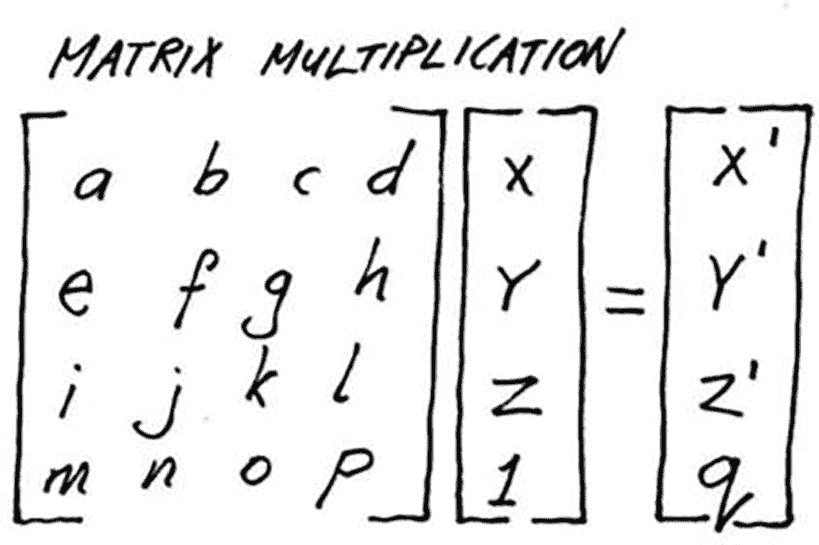 MATRIX MULTIPLICATION
a b c d x x'
e f g h Y = Y'
i j k l z z'
m n o p 1 q